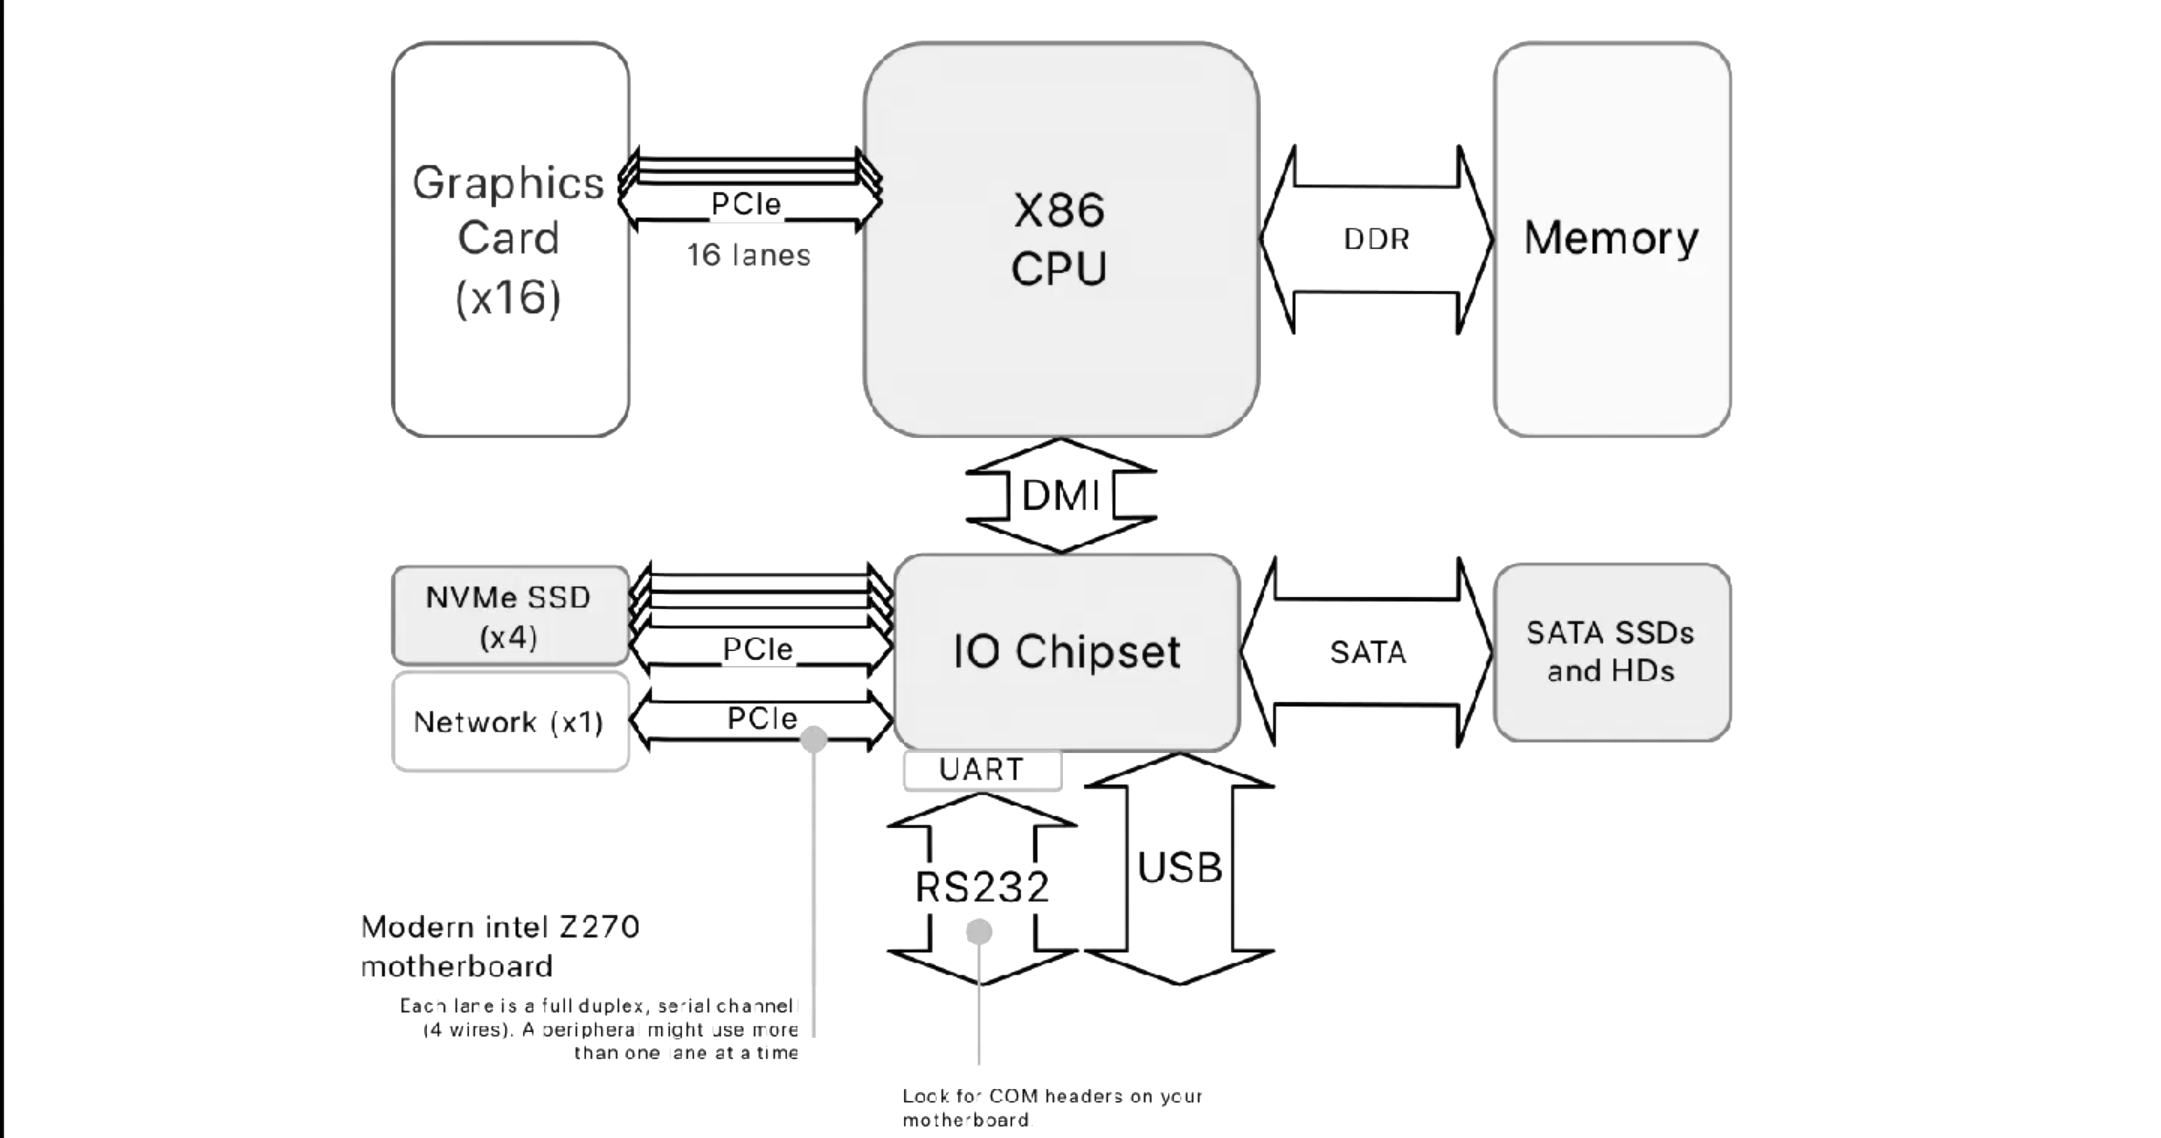 Graphics
Card
(x16)
PCIe
16 lanes
X86
CPU
DDR
Memory
DMI
NVMe SSD
(x4)
PCIe
Network (x1)
PCIe
IO Chipset
SATA
SATA SSDs
and HDs
UART
RS232
USB
Modern intel Z270
motherboard
Each lane is a full duplex, serial channel
(4 wires). A peripheral might use more
than one lane at a time
Look for COM headers on your
motherboard.